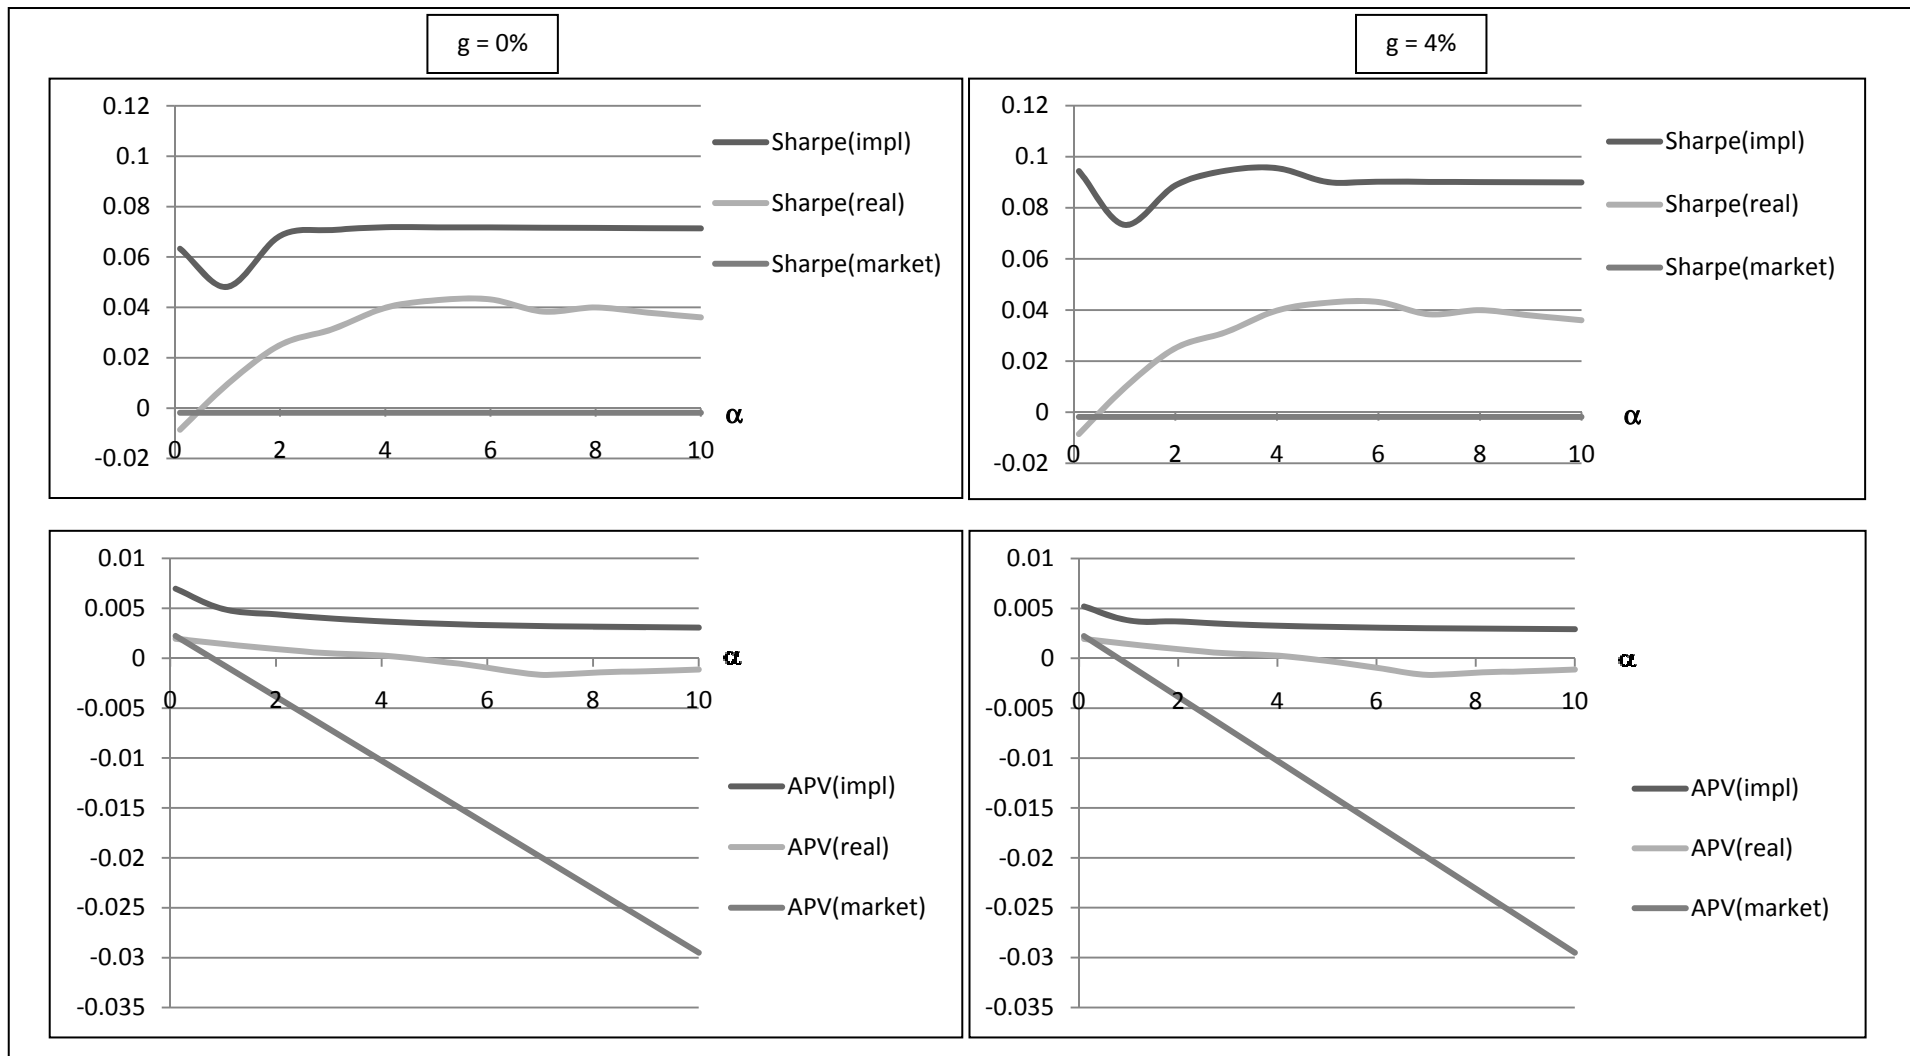 g = 0%
g = 4%
0.12
0.1
0.08
0.06
0.04
0.02
0
-0.02
0 2 4 6 8 10
α
Sharpe(impl)
Sharpe(real)
Sharpe(market)
0.12
0.1
0.08
0.06
0.04
0.02
0
-0.02
0 2 4 6 8 10
α
Sharpe(impl)
Sharpe(real)
Sharpe(market)
0.01
0.005
0
-0.005
-0.01
-0.015
-0.02
-0.025
-0.03
-0.035
0 2 4 6 8 10
α
APV(impl)
APV(real)
APV(market)
0.01
0.005
0
-0.005
-0.01
-0.015
-0.02
-0.025
-0.03
-0.035
0 2 4 6 8 10
α
APV(impl)
APV(real)
APV(market)